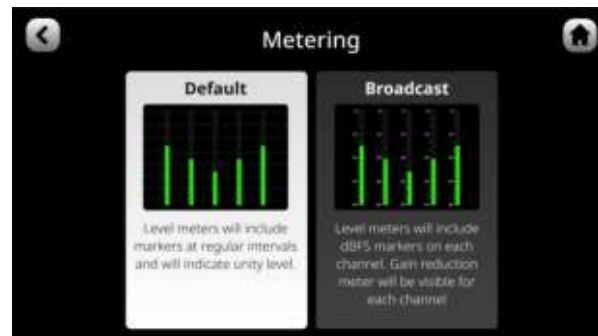 Metering
Default
Level meters will include
markers at regular intervals
and will indicate unity level.
Broadcast
Level meters will include
dBFS markers on each
channel. Gain reduction
meter will be visible for
each channel